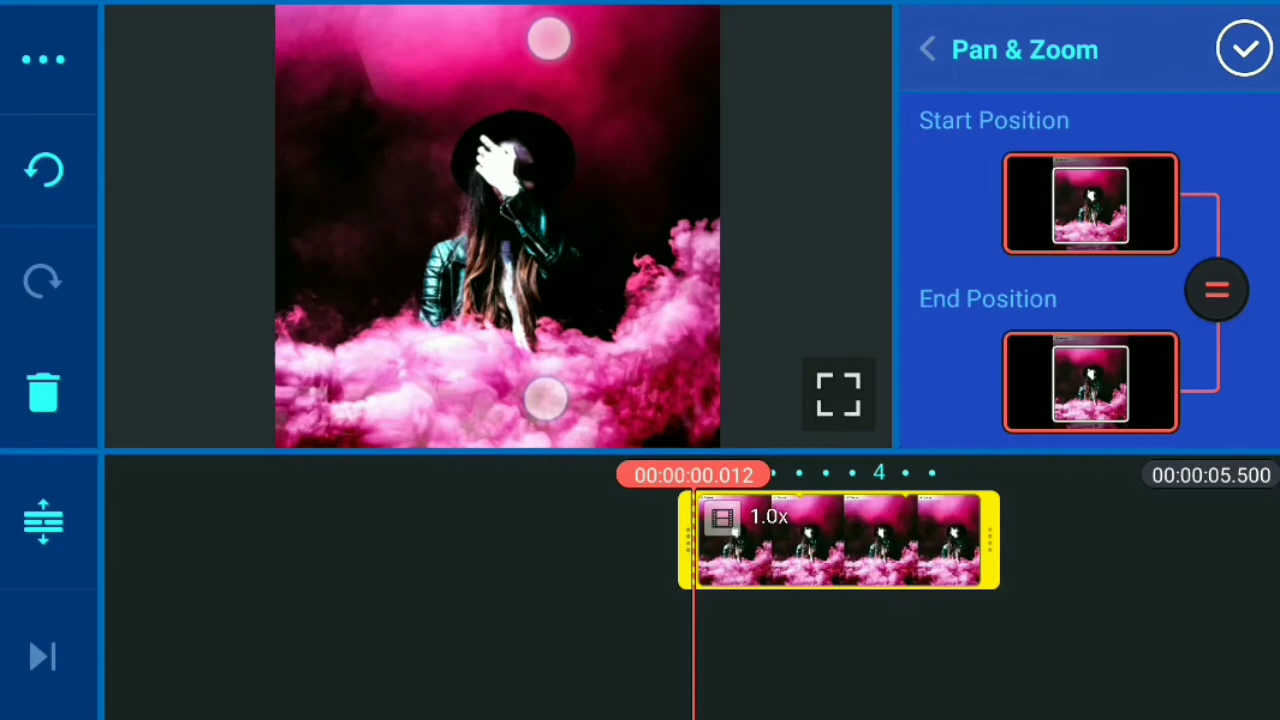 Pan & Zoom
Start Position
End Position
00:00:00.012
4
00:00:05.500
1.0x